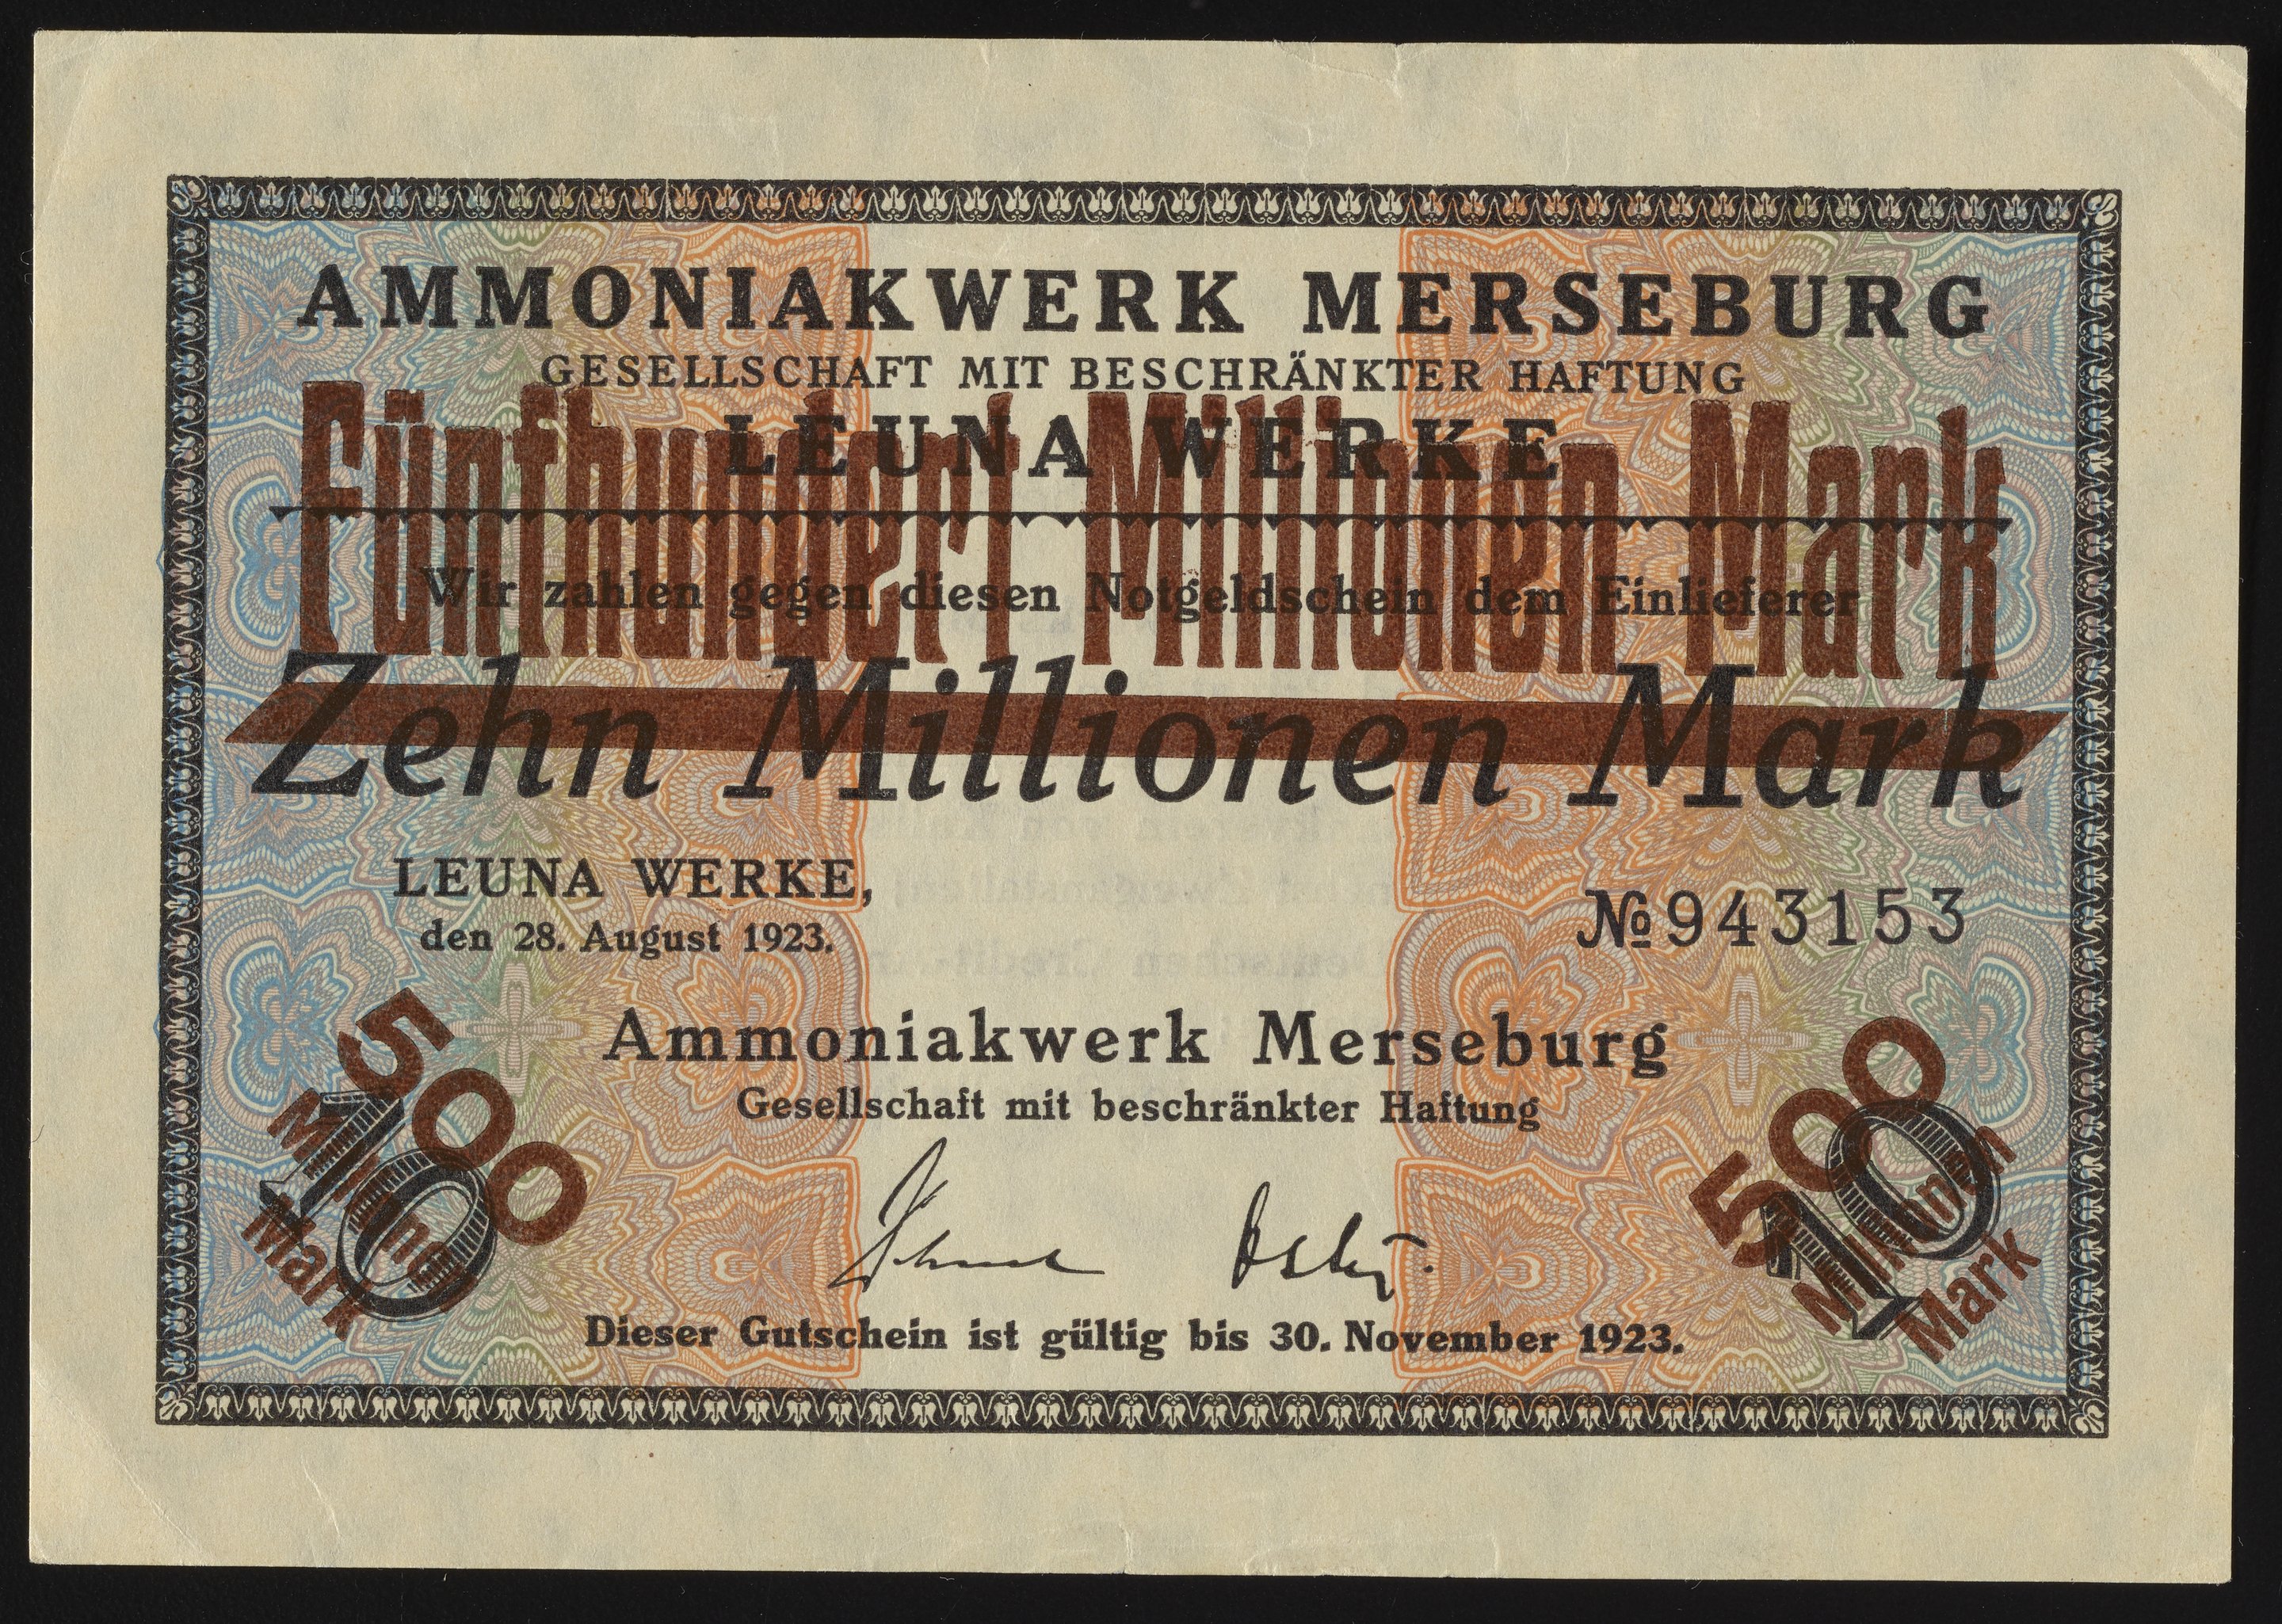 AMMONIAKWERK MERSEBURG
GESELLSCHAFT MIT BESCHRÄNKTER HAFTUNG
LEUNA WERKE
Fünfhundert Millionen Mark
Wir zahlen gegen diesen Notgeldschein dem Einlieferer
Zehn Millionen Mark
LEUNA WERKE,
den 28. August 1923.
№ 943153
Ammoniakwerk Merseburg
Gesellschaft mit beschränkter Haftung
500
Millionen
Mark
10
500
Millionen
Mark
10
Dieser Gutschein ist gültig bis 30. November 1923.